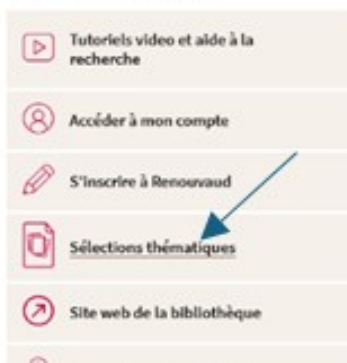 Tutoriels video et aide à la
recherche
Accéder à mon compte
S'inscrire à Renouvaud
Sélections thématiques
Site web de la bibliothèque